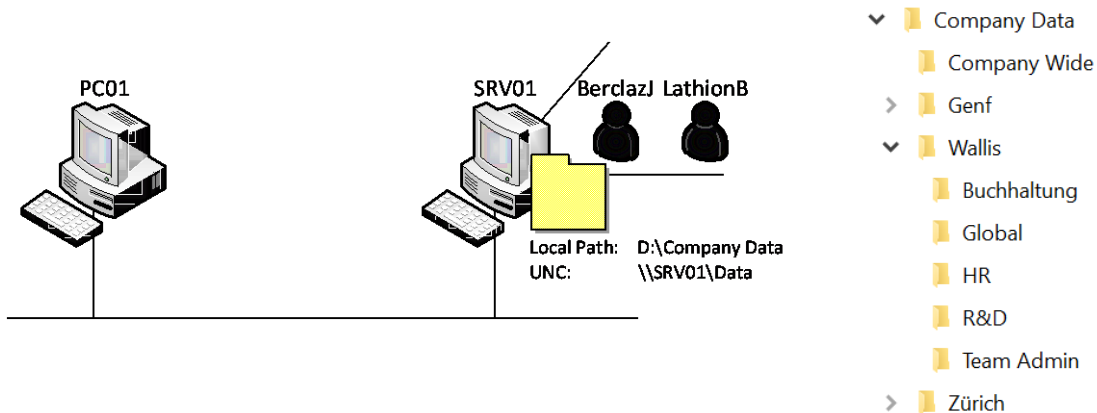 PC01
SRV01
BerclazJ LathionB
Local Path: D:\Company Data
UNC: \\SRV01\Data
Company Data
Company Wide
Genf
Wallis
Buchhaltung
Global
HR
R&D
Team Admin
Zürich